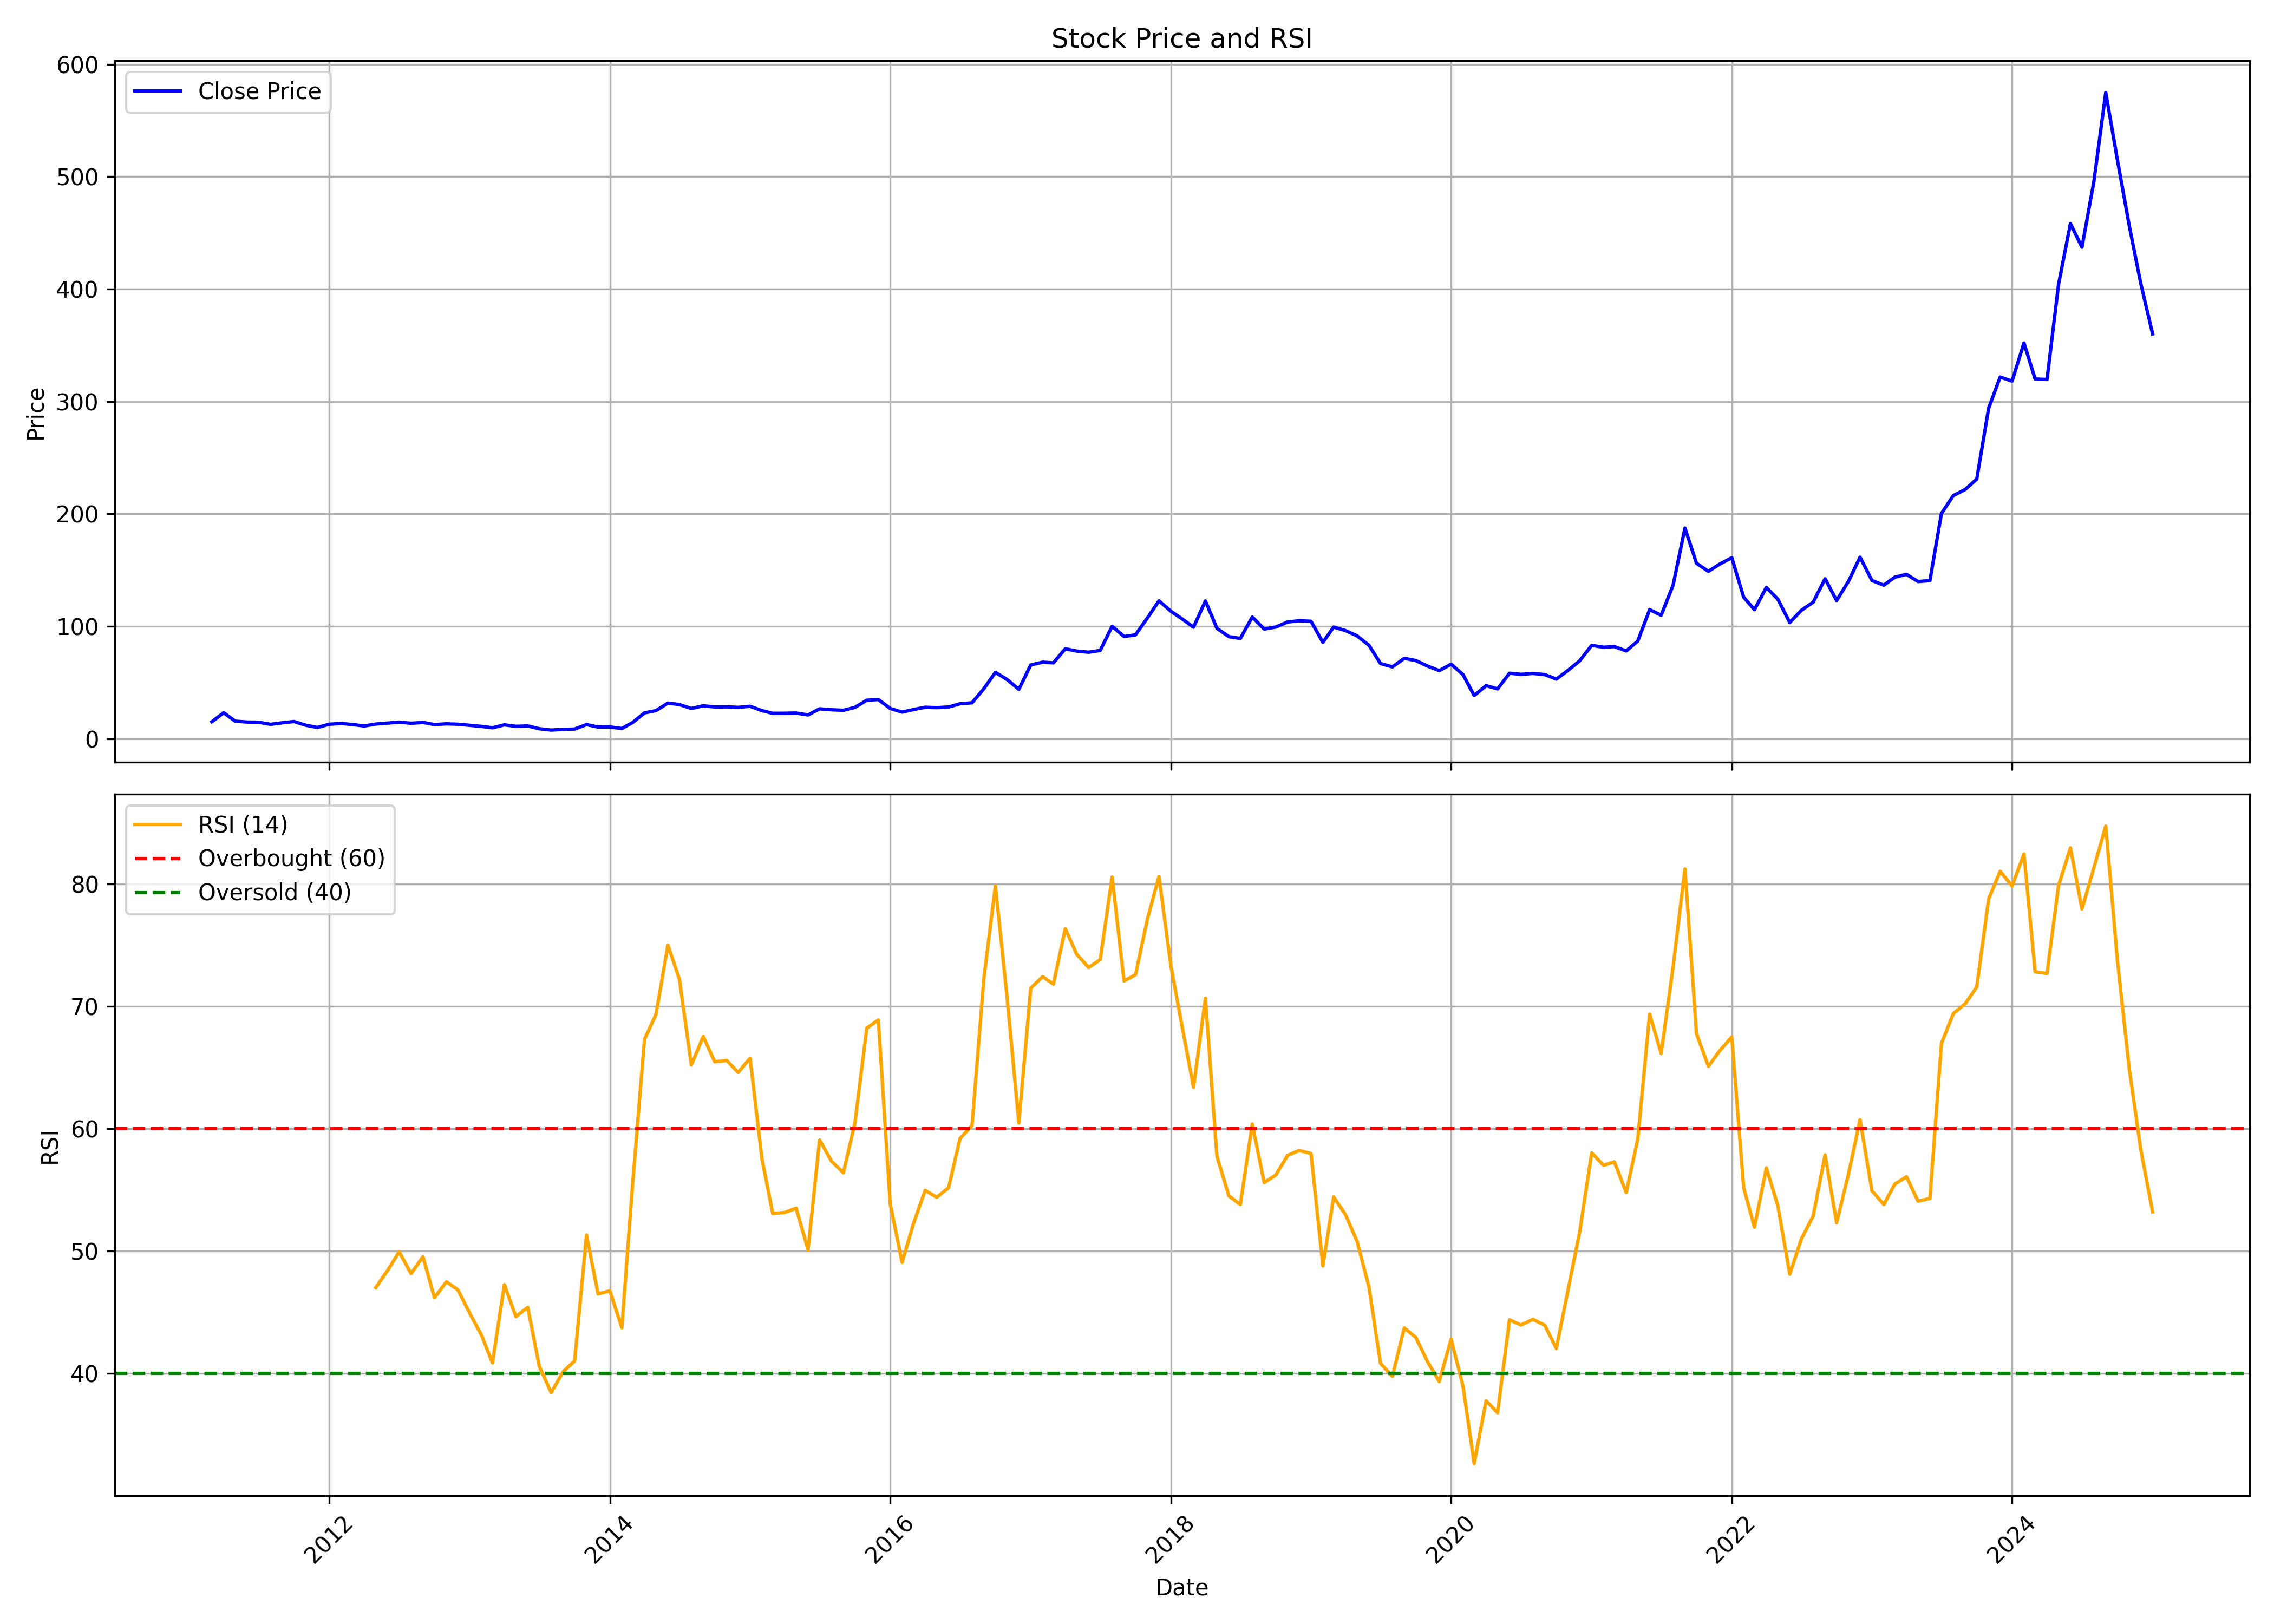 Stock Price and RSI
600
500
400
300
200
100
0
Price
Close Price
80
70
60
50
40
RSI
RSI (14)
Overbought (60)
Oversold (40)
2012
2014
2016
2018
2020
2022
2024
Date